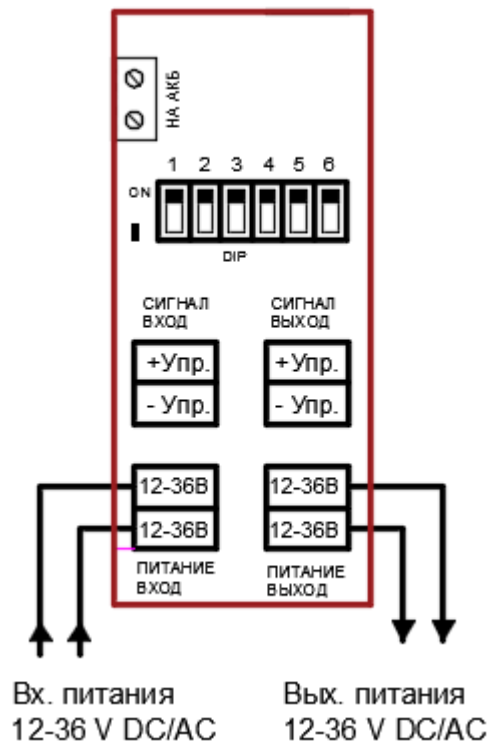 НА АКБ
1 2 3 4 5 6
ON
DIP
СИГНАЛ
ВХОД
СИГНАЛ
ВЫХОД
+Упр.
- Упр.
+Упр.
- Упр.
12-36В
12-36В
12-36В
12-36В
ПИТАНИЕ
ВХОД
ПИТАНИЕ
ВЫХОД
Вх. питания
12-36 V DC/AC
Вых. питания
12-36 V DC/AC